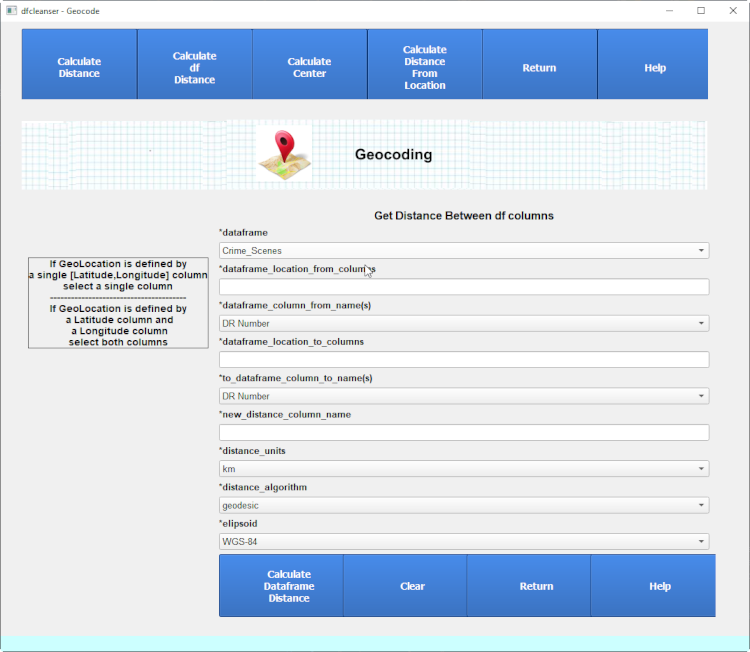 dfcleanser - Geocode
Calculate
Distance
Calculate
df
Distance
Calculate
Center
Calculate
Distance
From
Location
Return
Help
Geocoding
Get Distance Between df columns
*dataframe
Crime_Scenes
If GeoLocation is defined by
a single [Latitude,Longitude] column
select a single column
---------------------------------------
If GeoLocation is defined by
a Latitude column and
a Longitude column
select both columns
*dataframe_location_from_columns
*dataframe_column_from_name(s)
DR Number
*dataframe_location_to_columns
*to_dataframe_column_to_name(s)
DR Number
*new_distance_column_name
*distance_units
km
*distance_algorithm
geodesic
*elipsoid
WGS-84
Calculate
Dataframe
Distance
Clear
Return
Help